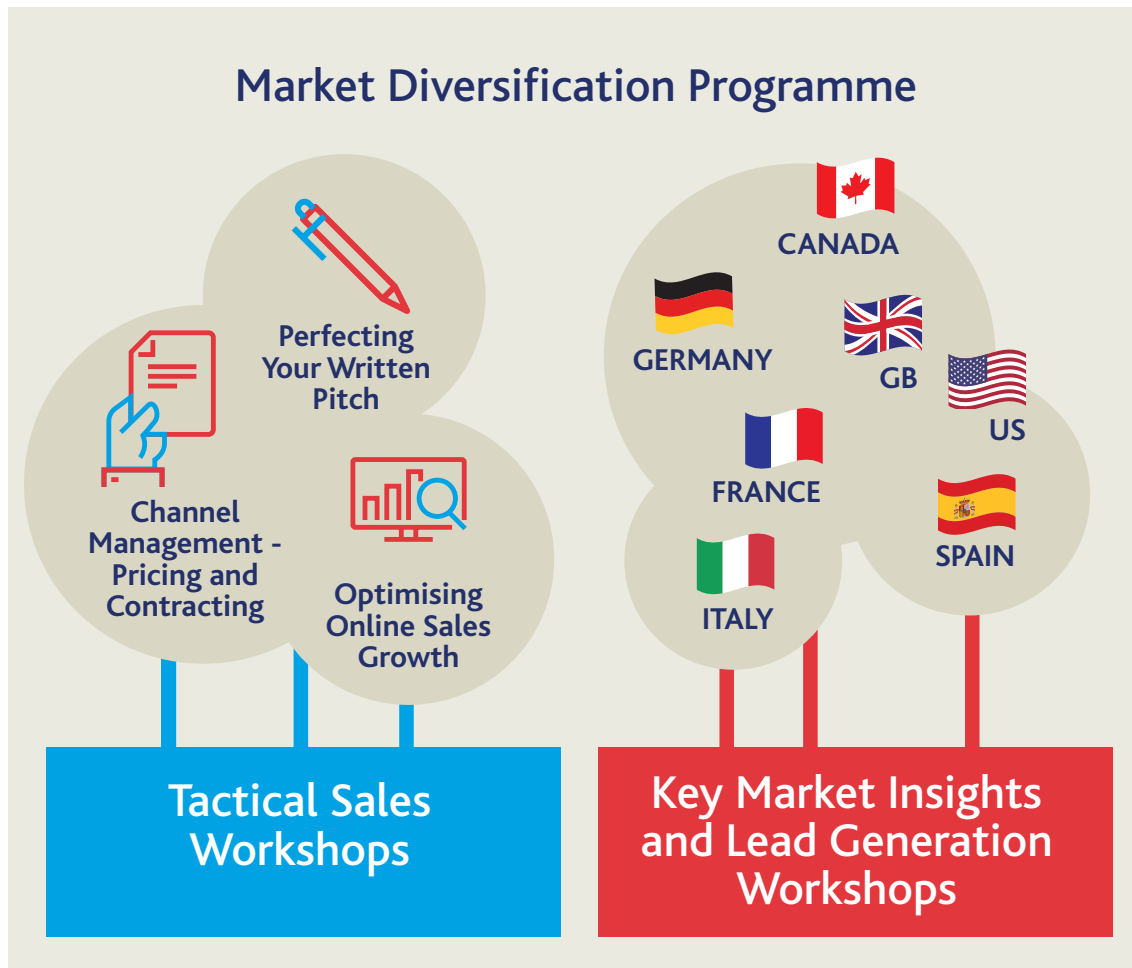 Market Diversification Programme
Perfecting
Your Written
Pitch
Channel
Management -
Pricing and
Contracting
Optimising
Online Sales
Growth
Tactical Sales
Workshops
CANADA
GERMANY
GB
US
FRANCE
SPAIN
ITALY
Key Market Insights
and Lead Generation
Workshops